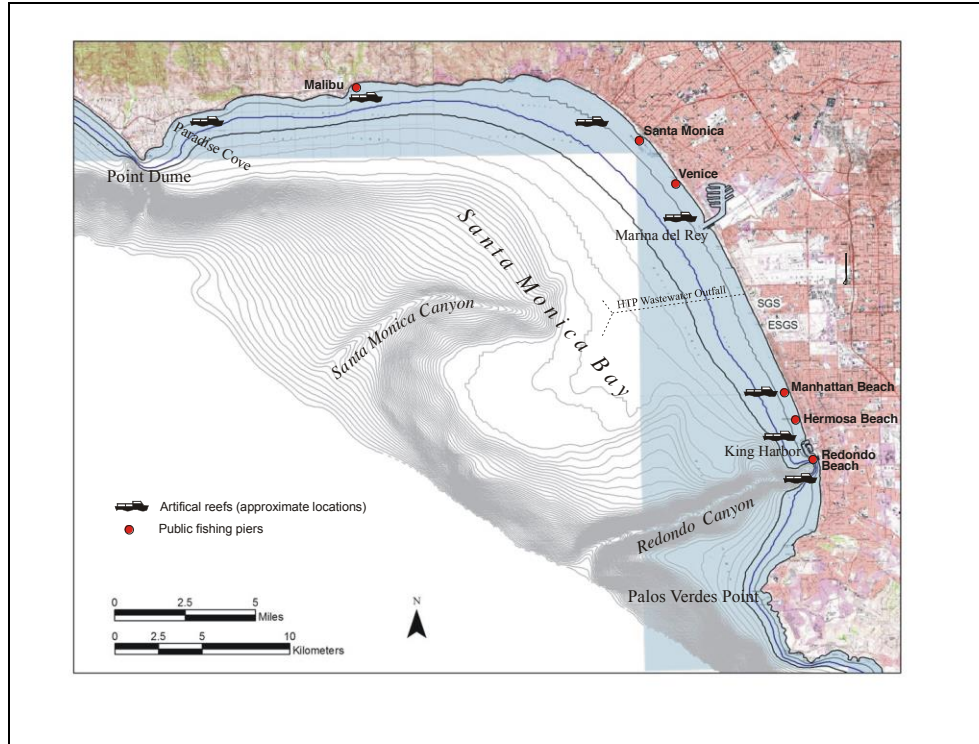 Malibu
Paradise Cove
Point Dume
Santa Monica
Venice
Marina del Rey
Santa Monica Bay
Santa Monica Canyon
HTP Wastewater Outfall
SGS
ESGS
Manhattan Beach
Hermosa Beach
King Harbor
Redondo
Beach
Redondo Canyon
Palos Verdes Point
Artifical reefs (approximate locations)
Public fishing piers
0 2.5 5
Miles
0 2.5 5 10
Kilometers
N